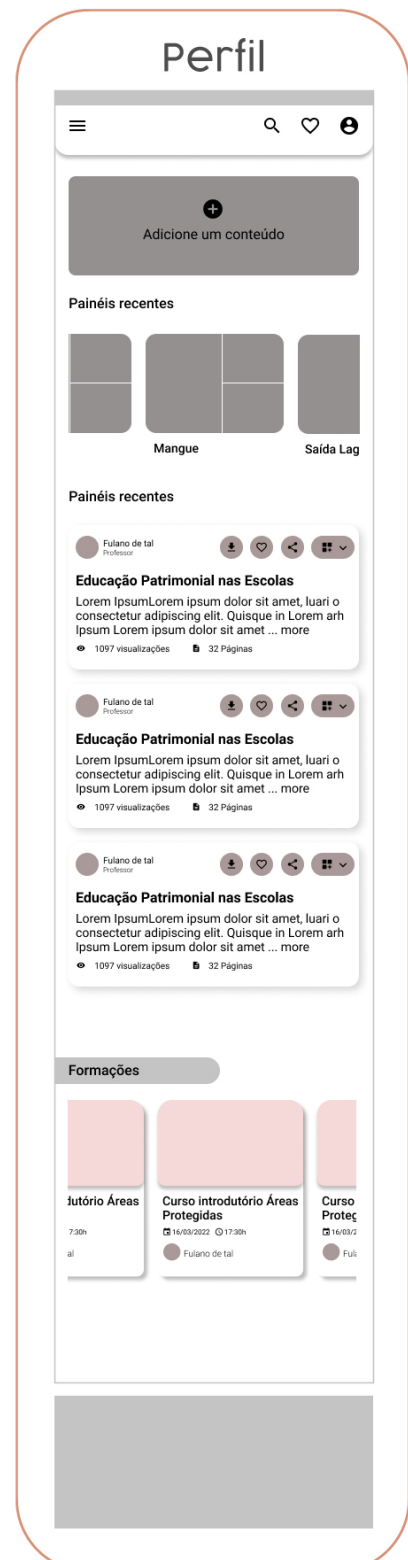 Perfil
Adicione um conteúdo
Painéis recentes
Mangue
Saída Lag
Painéis recentes
Fulano de tal
Professor
Educação Patrimonial nas Escolas
Lorem IpsumLorem ipsum dolor sit amet, luari o
consectetur adipiscing elit. Quisque in Lorem arh
Ipsum Lorem ipsum dolor sit amet ... more
1097 visualizações 32 Páginas
Fulano de tal
Professor
Educação Patrimonial nas Escolas
Lorem IpsumLorem ipsum dolor sit amet, luari o
consectetur adipiscing elit. Quisque in Lorem arh
Ipsum Lorem ipsum dolor sit amet ... more
1097 visualizações 32 Páginas
Fulano de tal
Professor
Educação Patrimonial nas Escolas
Lorem IpsumLorem ipsum dolor sit amet, luari o
consectetur adipiscing elit. Quisque in Lorem arh
Ipsum Lorem ipsum dolor sit amet ... more
1097 visualizações 32 Páginas
Formações
dutório Áreas
7:30h
al
Curso introdutório Áreas
Protegidas
16/03/2022 17:30h
Fulano de tal
Curso
Proteg
16/03/2
Ful